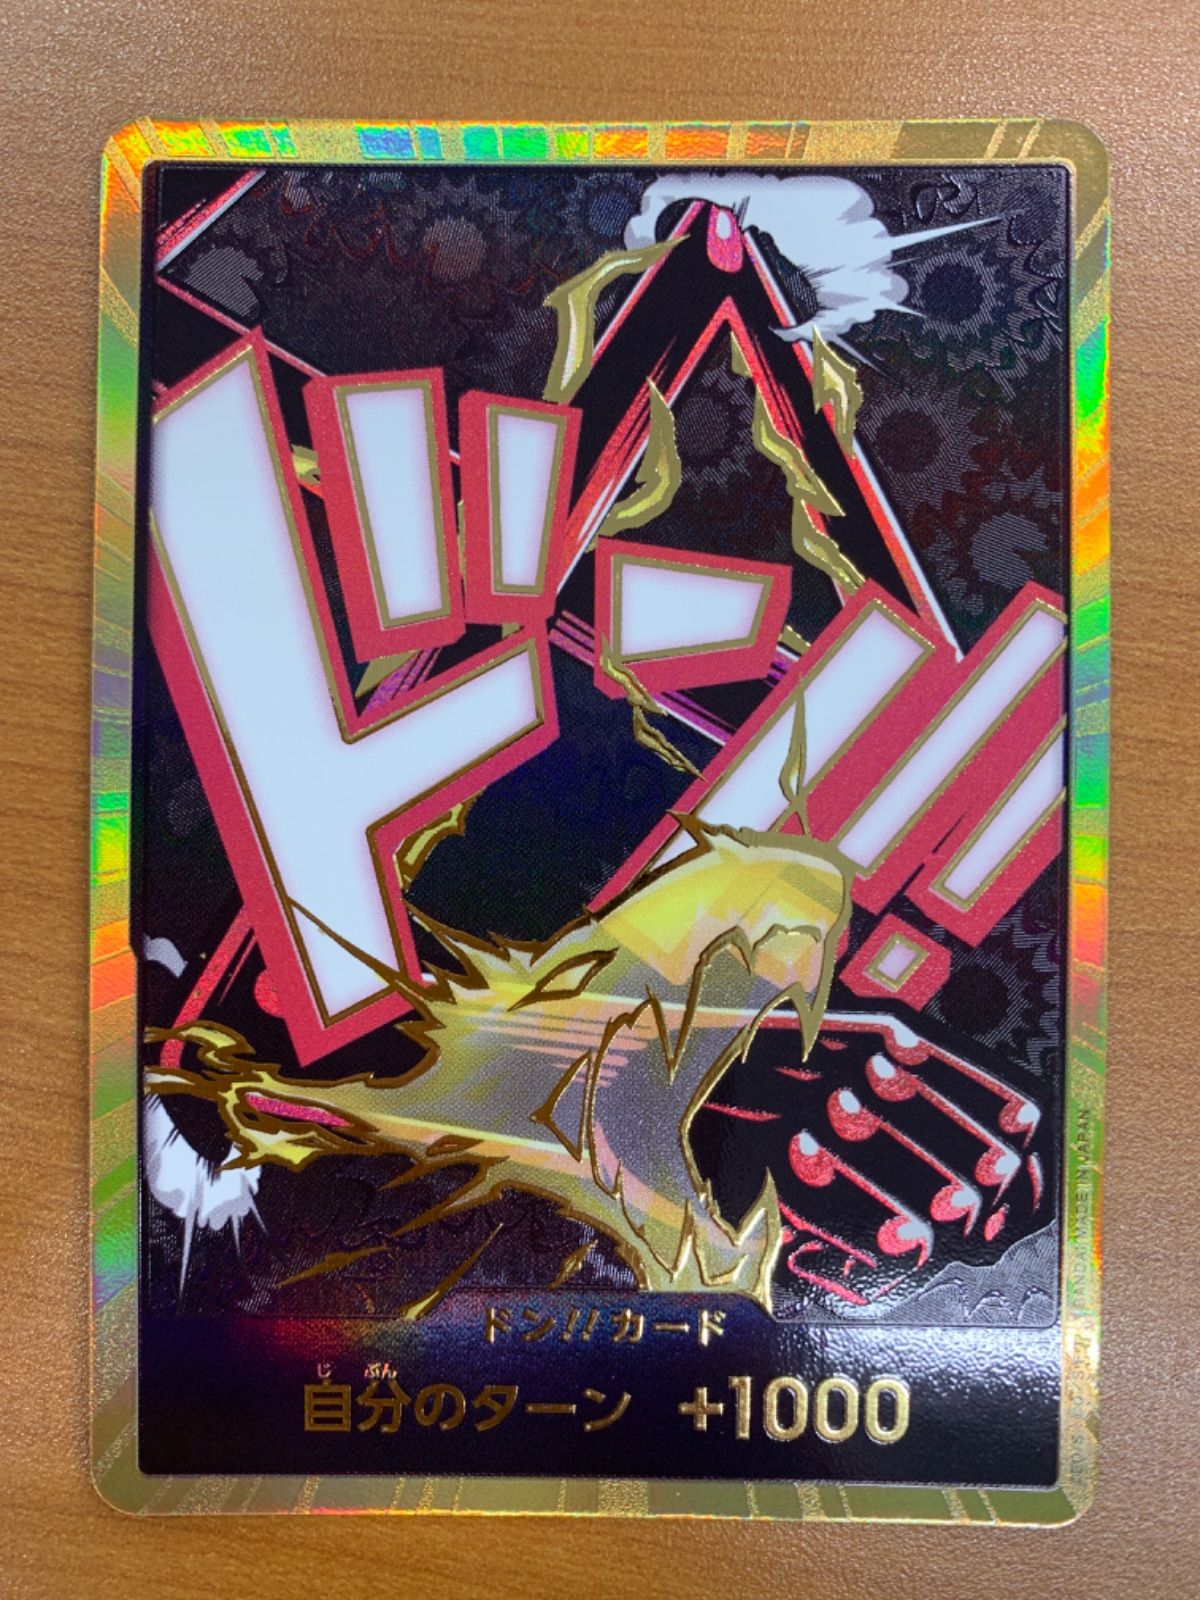 ドン!!
ドン!!カード
自分のターン +1000
じ ぶん
BANDAI MADE IN JAPAN